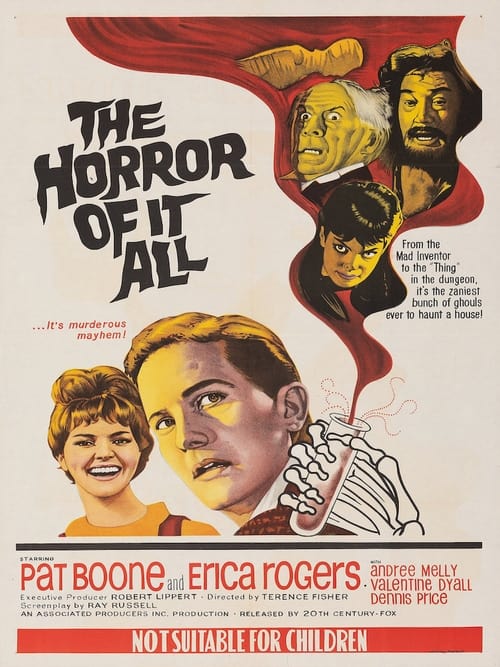 THE
HORROR
OF IT
ALL
From the
Mad Inventor
to the "Thing"
in the dungeon,
it's the zaniest
bunch of ghouls
ever to haunt a house!
...It's murderous
mayhem!
STARRING
PAT BOONE and ERICA ROGERS · WITH ANDREE MELLY
VALENTINE DYALL
DENNIS PRICE
Executive Producer ROBERT LIPPERT · Directed by TERENCE FISHER
Screenplay by RAY RUSSELL
AN ASSOCIATED PRODUCERS INC. PRODUCTION · RELEASED BY 20TH CENTURY-FOX
NOT SUITABLE FOR CHILDREN